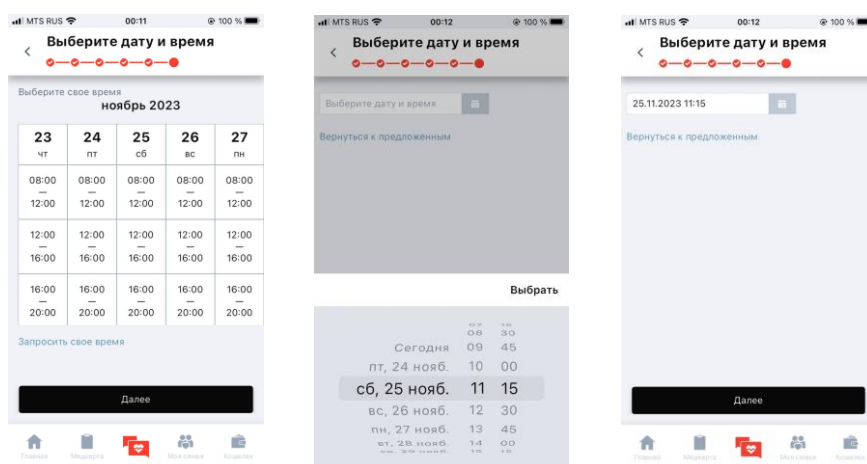 MTS RUS 00:11 100 %
Выберите дату и время
Выберите свое время
ноябрь 2023
23 24 25 26 27
чт пт сб вс пн
08:00 08:00 08:00 08:00 08:00
— — — — —
12:00 12:00 12:00 12:00 12:00
12:00 12:00 12:00 12:00 12:00
— — — — —
16:00 16:00 16:00 16:00 16:00
16:00 16:00 16:00 16:00 16:00
— — — — —
20:00 20:00 20:00 20:00 20:00
Запросить свое время
Далее
Главная Медкарта Моя семья Кошелек
MTS RUS 00:12 100 %
Выберите дату и время
Выберите дату и время
Вернуться к предложенным
Выбрать
08 30
Сегодня 09 45
пт, 24 нояб. 10 00
сб, 25 нояб. 11 15
вс, 26 нояб. 12 30
пн, 27 нояб. 13 45
вт, 28 нояб. 14 00
MTS RUS 00:12 100 %
Выберите дату и время
25.11.2023 11:15
Вернуться к предложенным
Далее
Главная Медкарта Моя семья Кошелек